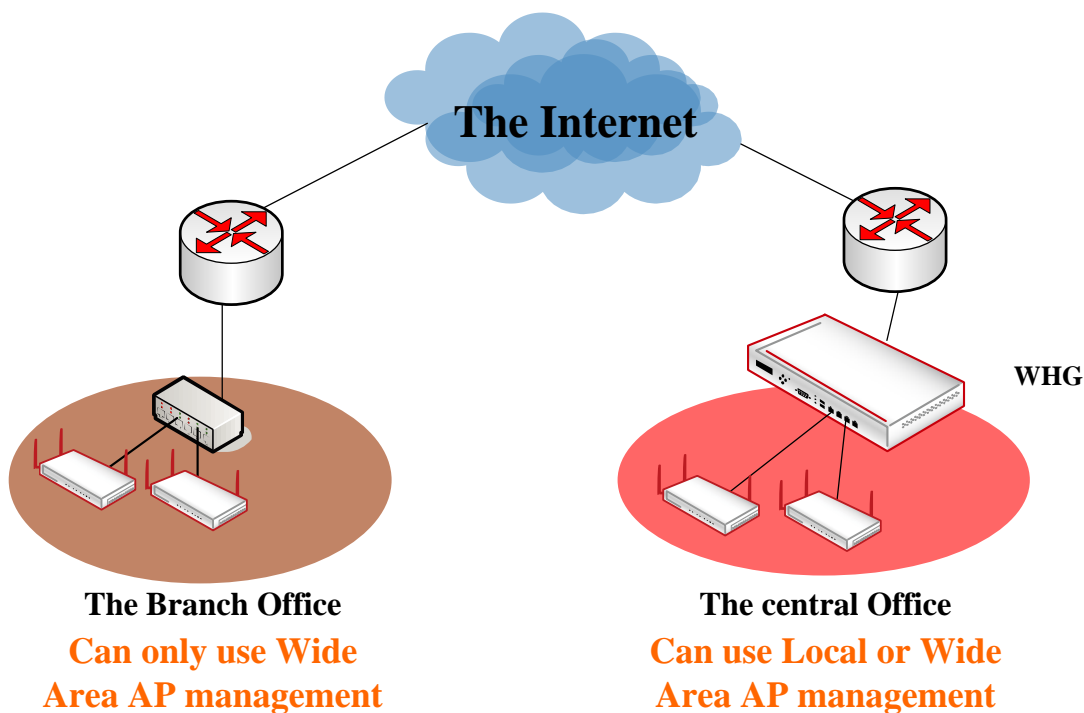 The Internet
WHG
The Branch Office
Can only use Wide
Area AP management
The central Office
Can use Local or Wide
Area AP management